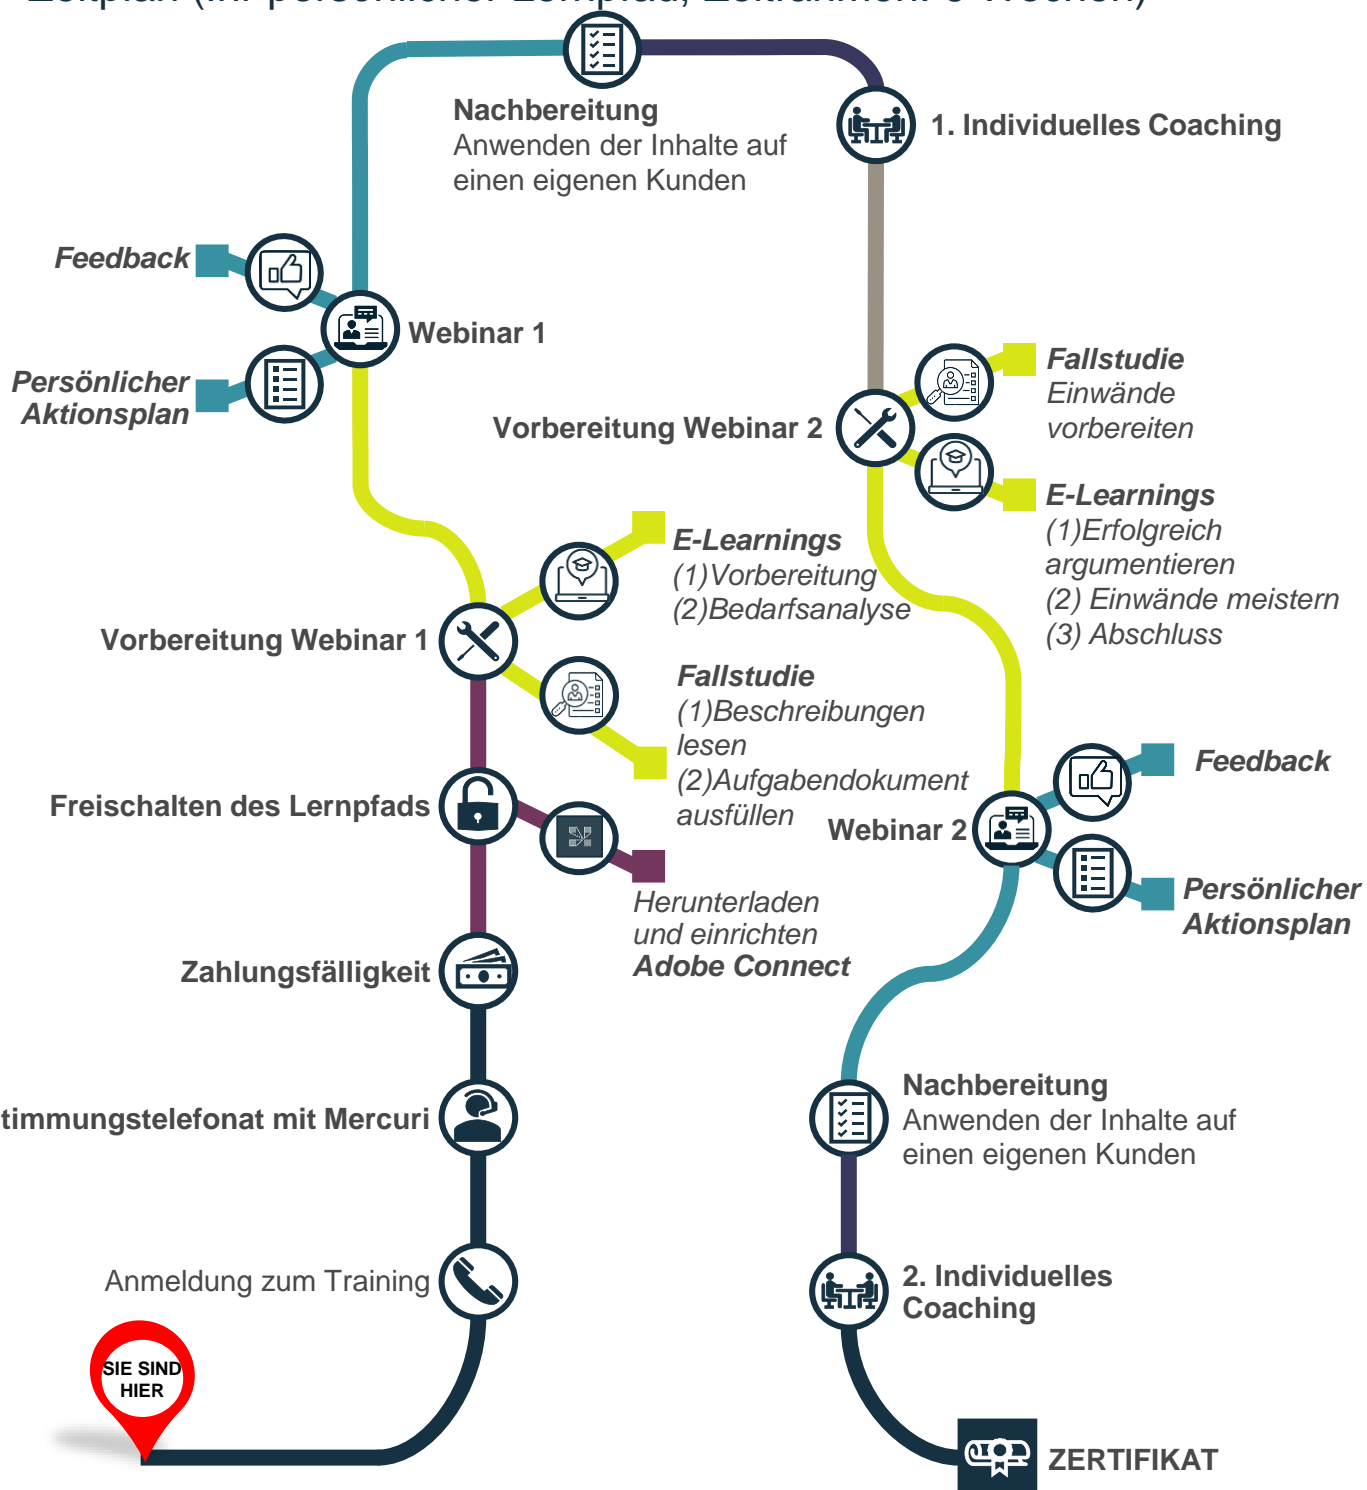 Nachbereitung
Anwenden der Inhalte auf
einen eigenen Kunden
1. Individuelles Coaching
Feedback
Webinar 1
Persönlicher
Aktionsplan
Vorbereitung Webinar 2
Fallstudie
Einwände
vorbereiten
E-Learnings
(1)Erfolgreich
argumentieren
(2) Einwände meistern
(3) Abschluss
E-Learnings
(1)Vorbereitung
(2)Bedarfsanalyse
Vorbereitung Webinar 1
Fallstudie
(1)Beschreibungen
lesen
(2)Aufgabendokument
ausfüllen
Freischalten des Lernpfads
Herunterladen
und einrichten
Adobe Connect
Webinar 2
Feedback
Persönlicher
Aktionsplan
Zahlungsfälligkeit
timmungstelefonat mit Mercuri
Nachbereitung
Anwenden der Inhalte auf
einen eigenen Kunden
Anmeldung zum Training
2. Individuelles
Coaching
SIE SIND
HIER
ZERTIFIKAT